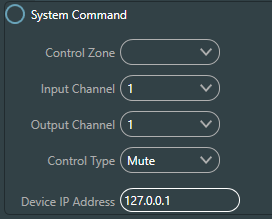 System Command
Control Zone
Input Channel 1
Output Channel 1
Control Type Mute
Device IP Address 127.0.0.1